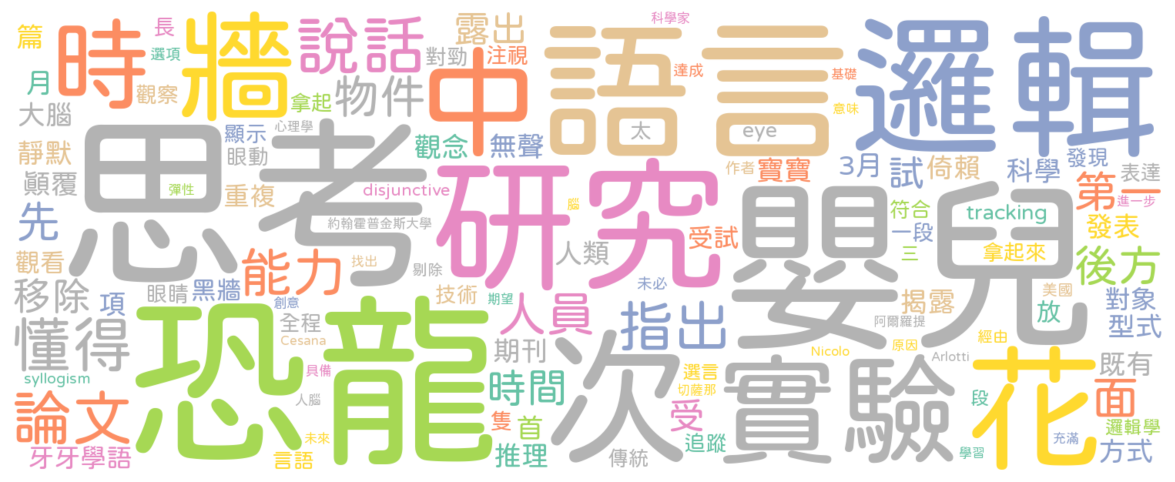 篇
長
選項
月
大腦
靜默
顛覆
先
觀看
移除
懂得
syllogism
論文
牙牙學語
時
觀察
牆
拿起
說話
物件
露出
對勁
注視
中
觀念
無聲
語言
科學家
達成
太
eye
基礎
意味
邏輯
思考
心理學
顯示
眼動
重複
彈性
disjunctive
約翰霍普金斯大學
能力
找出
剔除
研究
腦
人類
受試
未必
作者
寶寶
3月
試
倚賴
科學
發現
表達
第一
進一步
發表
符合
一段
三
tracking
拿起來
後方
嬰兒
項
眼睛
黑牆
創意
全程
Cesana
具備
人腦
未來
言語
恐龍
技術
期望
人員
期刊
時間
隻
首
推理
次
傳統
指出
選言
切薩那
受
追蹤
實驗
Nicolo
原因
阿爾羅提
揭露
Arlotti
經由
美國
放
對象
型式
花
既有
面
段
充滿
邏輯學
方式
學習